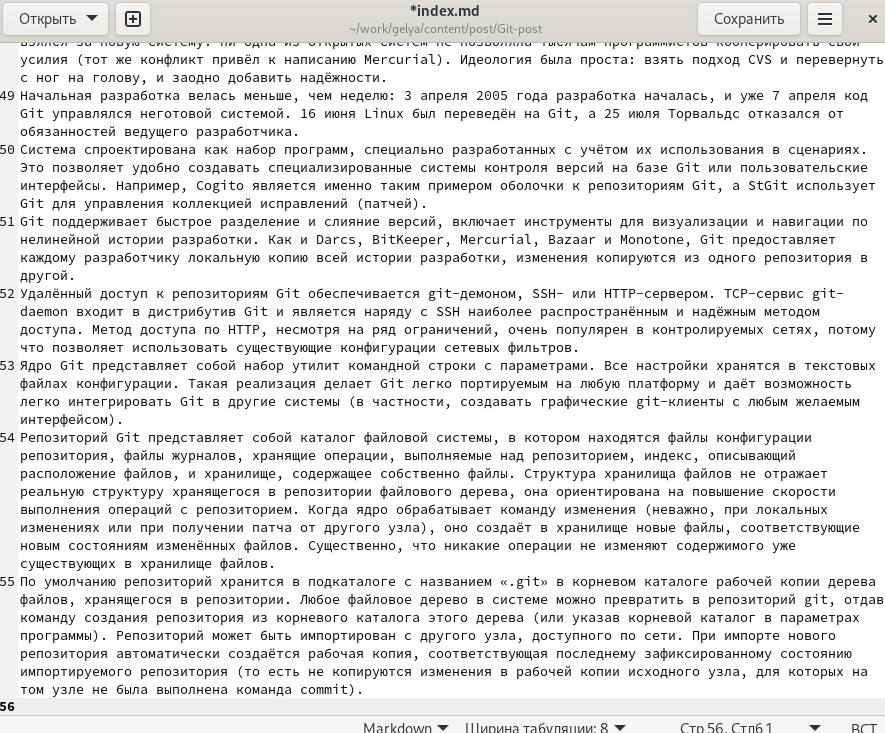 Открыть
*index.md
~/work/gelya/content/post/Git-post
Сохранить
взялся за новую систему: ни одна из открытых систем не позволяла тысячам программистов кооперировать свои
усилия (тот же конфликт привёл к написанию Mercurial). Идеология была проста: взять подход CVS и перевернуть
с ног на голову, и заодно добавить надёжности.
49 Начальная разработка велась меньше, чем неделю: 3 апреля 2005 года разработка началась, и уже 7 апреля код
Git управлялся неготовой системой. 16 июня Linux был переведён на Git, а 25 июля Торвальдс отказался от
обязанностей ведущего разработчика.
50 Система спроектирована как набор программ, специально разработанных с учётом их использования в сценариях.
Это позволяет удобно создавать специализированные системы контроля версий на базе Git или пользовательские
интерфейсы. Например, Cogito является именно таким примером оболочки к репозиториям Git, а StGit использует
Git для управления коллекцией исправлений (патчей).
51 Git поддерживает быстрое разделение и слияние версий, включает инструменты для визуализации и навигации по
нелинейной истории разработки. Как и Darcs, BitKeeper, Mercurial, Bazaar и Monotone, Git предоставляет
каждому разработчику локальную копию всей истории разработки, изменения копируются из одного репозитория в
другой.
52 Удалённый доступ к репозиториям Git обеспечивается git-демоном, SSH- или HTTP-сервером. TCP-сервис git-
daemon входит в дистрибутив Git и является наряду с SSH наиболее распространённым и надёжным методом
доступа. Метод доступа по HTTP, несмотря на ряд ограничений, очень популярен в контролируемых сетях, потому
что позволяет использовать существующие конфигурации сетевых фильтров.
53 Ядро Git представляет собой набор утилит командной строки с параметрами. Все настройки хранятся в текстовых
файлах конфигурации. Такая реализация делает Git легко портируемым на любую платформу и даёт возможность
легко интегрировать Git в другие системы (в частности, создавать графические git-клиенты с любым желаемым
интерфейсом).
54 Репозиторий Git представляет собой каталог файловой системы, в котором находятся файлы конфигурации
репозитория, файлы журналов, хранящие операции, выполняемые над репозиторием, индекс, описывающий
расположение файлов, и хранилище, содержащее собственно файлы. Структура хранилища файлов не отражает
реальную структуру хранящегося в репозитории файлового дерева, она ориентирована на повышение скорости
выполнения операций с репозиторием. Когда ядро обрабатывает команду изменения (неважно, при локальных
изменениях или при получении патча от другого узла), оно создаёт в хранилище новые файлы, соответствующие
новым состояниям изменённых файлов. Существенно, что никакие операции не изменяют содержимого уже
существующих в хранилище файлов.
55 По умолчанию репозиторий хранится в подкаталоге с названием «.git» в корневом каталоге рабочей копии дерева
файлов, хранящегося в репозитории. Любое файловое дерево в системе можно превратить в репозиторий git, отдав
команду создания репозитория из корневого каталога этого дерева (или указав корневой каталог в параметрах
программы). Репозиторий может быть импортирован с другого узла, доступного по сети. При импорте нового
репозитория автоматически создаётся рабочая копия, соответствующая последнему зафиксированному состоянию
импортируемого репозитория (то есть не копируются изменения в рабочей копии исходного узла, для которых на
том узле не была выполнена команда commit).
56
Markdown Ширина табуляции: 8 Стр 56, Стлб 1 ВСТ